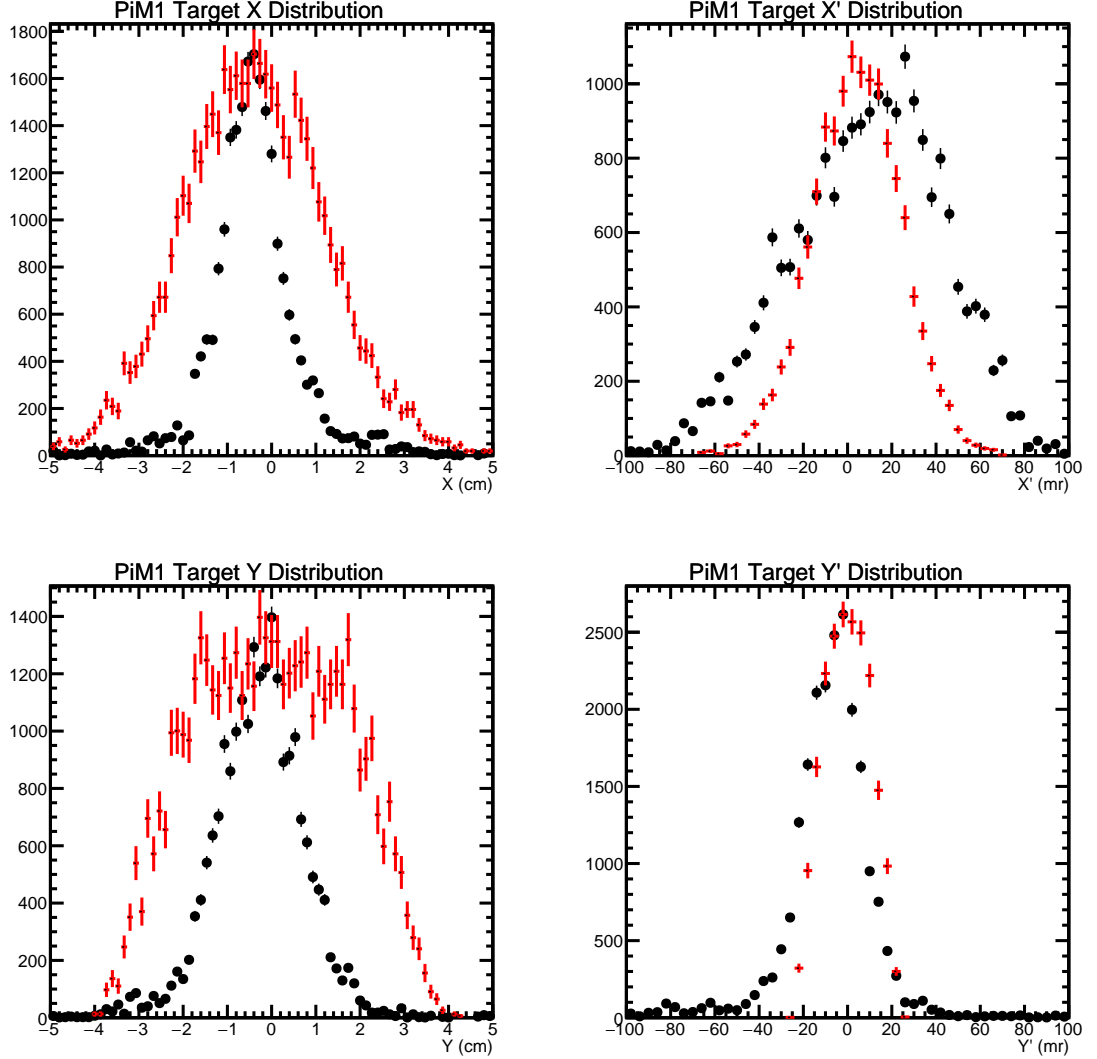 PiM1 Target X Distribution
1800
1600
1400
1200
1000
800
600
400
200
0
−5 −4 −3 −2 −1 0 1 2 3 4 5
X (cm)
PiM1 Target X' Distribution
1000
800
600
400
200
0
−100 −80 −60 −40 −20 0 20 40 60 80 100
X' (mr)
PiM1 Target Y Distribution
1400
1200
1000
800
600
400
200
0
−5 −4 −3 −2 −1 0 1 2 3 4 5
Y (cm)
PiM1 Target Y' Distribution
2500
2000
1500
1000
500
0
−100 −80 −60 −40 −20 0 20 40 60 80 100
Y' (mr)